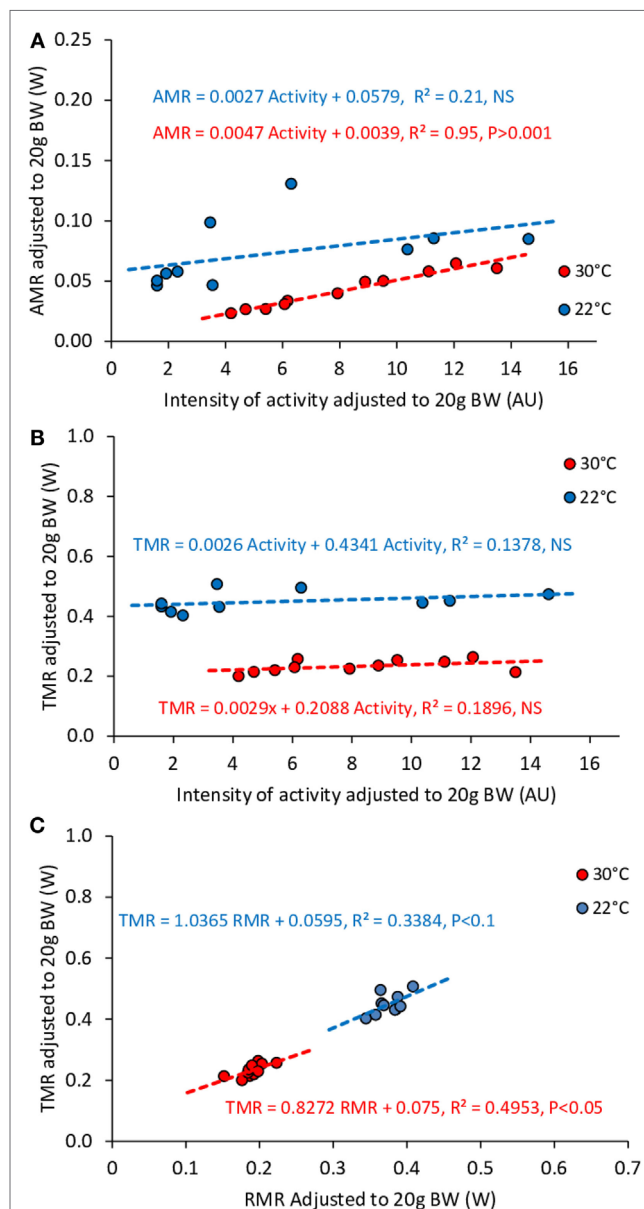 A
0.25
0.20
0.15
0.10
0.05
0.00
AMR adjusted to 20g BW (W)
AMR = 0.0027 Activity + 0.0579, R² = 0.21, NS
AMR = 0.0047 Activity + 0.0039, R² = 0.95, P>0.001
30°C
22°C
0 2 4 6 8 10 12 14 16
Intensity of activity adjusted to 20g BW (AU)
B
1.0
0.8
0.6
0.4
0.2
0.0
TMR adjusted to 20g BW (W)
30°C
22°C
TMR = 0.0026 Activity + 0.4341 Activity, R² = 0.1378, NS
TMR = 0.0029x + 0.2088 Activity, R² = 0.1896, NS
0 2 4 6 8 10 12 14 16
Intensity of activity adjusted to 20g BW (AU)
C
1.0
0.8
0.6
0.4
0.2
0.0
TMR adjusted to 20g BW (W)
30°C
22°C
TMR = 1.0365 RMR + 0.0595, R² = 0.3384, P<0.1
TMR = 0.8272 RMR + 0.075, R² = 0.4953, P<0.05
0 0.1 0.2 0.3 0.4 0.5 0.6 0.7
RMR Adjusted to 20g BW (W)